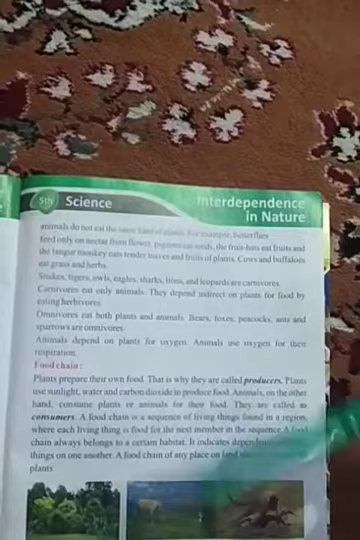 5th Science
Interdependence
in Nature
animals do not eat the same kind of plants. For example, butterflies
feed only on nectar from flower, pigeons eat seeds, the fruit-bats eat fruits and
the langur monkey eats tender leaves and fruits of plants. Cows and buffaloes
eat grass and herbs.
Snakes, tigers, owls, eagles, sharks, lions, and leopards are carnivores.
Carnivores eat only animals. They depend indirect on plants for food by
eating herbivores.
Omnivores eat both plants and animals. Bears, foxes, peacocks, ants and
sparrows are omnivores.
Animals depend on plants for oxygen. Animals use oxygen for their
respiration.
Food chain :
Plants prepare their own food. That is why they are called producers. Plants
use sunlight, water and carbon dioxide to produce food. Animals, on the other
hand, consume plants or animals for their food. They are called as
consumers. A food chain is a sequence of living things found in a region,
where each living thing is food for the next member in the sequence. A food
chain always belongs to a certain habitat. It indicates
things on one another. A food chain of any place on land
plants